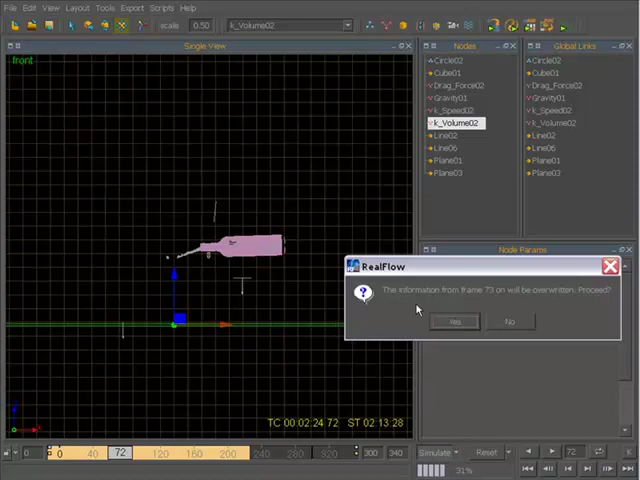 File Edit View Layout Tools Export Scripts Help
scale 0.50 k_Volume02
Single View
front
TC 00:02:24 72 ST 02 13:28
Nodes
Circle02
Cube01
Drag_Force02
Gravity01
k_Speed02
k_Volume02
Line02
Line06
Plane01
Plane03
Global Links
Circle02
Cube01
Drag_Force02
Gravity01
k_Speed02
k_Volume02
Line02
Line06
Plane01
Plane03
Node Params
RealFlow
The information from frame 73 on will be overwritten. Proceed?
Yes No
0 0 40 72 120 160 200 240 280 320 300 340 Simulate Reset 72 K
31%